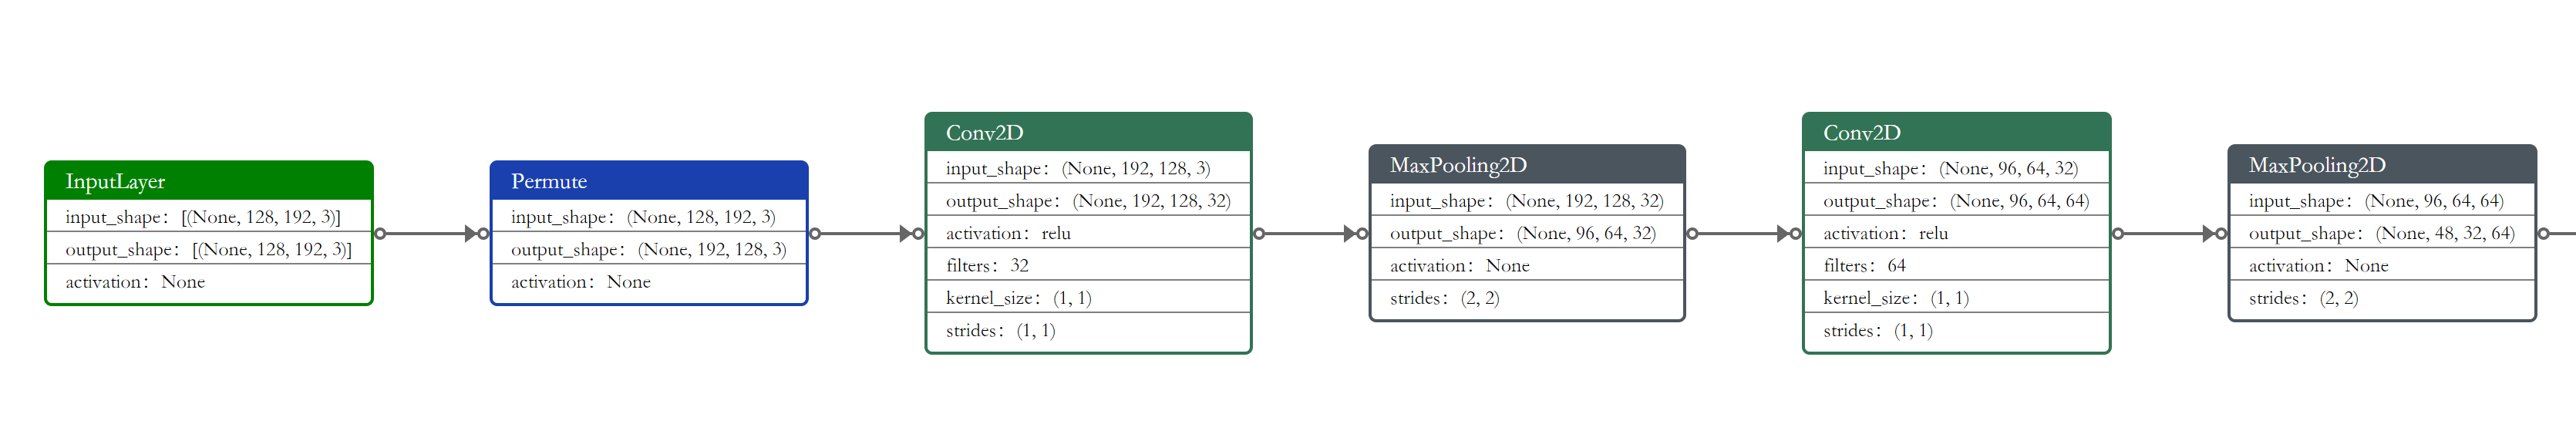 InputLayer
input_shape: [(None, 128, 192, 3)]
output_shape: [(None, 128, 192, 3)]
activation: None
Permute
input_shape: (None, 128, 192, 3)
output_shape: (None, 192, 128, 3)
activation: None
Conv2D
input_shape: (None, 192, 128, 3)
output_shape: (None, 192, 128, 32)
activation: relu
filters: 32
kernel_size: (1, 1)
strides: (1, 1)
MaxPooling2D
input_shape: (None, 192, 128, 32)
output_shape: (None, 96, 64, 32)
activation: None
strides: (2, 2)
Conv2D
input_shape: (None, 96, 64, 32)
output_shape: (None, 96, 64, 64)
activation: relu
filters: 64
kernel_size: (1, 1)
strides: (1, 1)
MaxPooling2D
input_shape: (None, 96, 64, 64)
output_shape: (None, 48, 32, 64)
activation: None
strides: (2, 2)